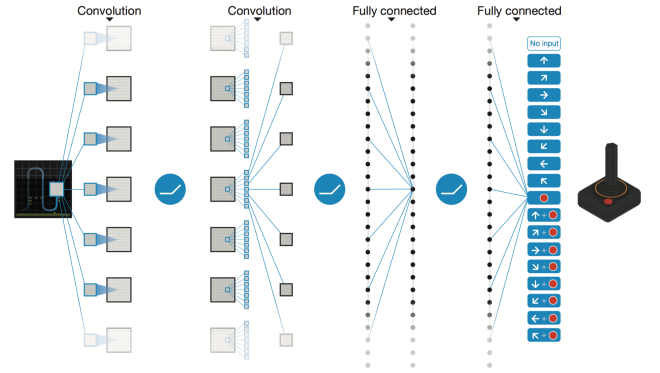 Convolution
Convolution
Fully connected
Fully connected
No input
+
+
+
+
+
+
+
+